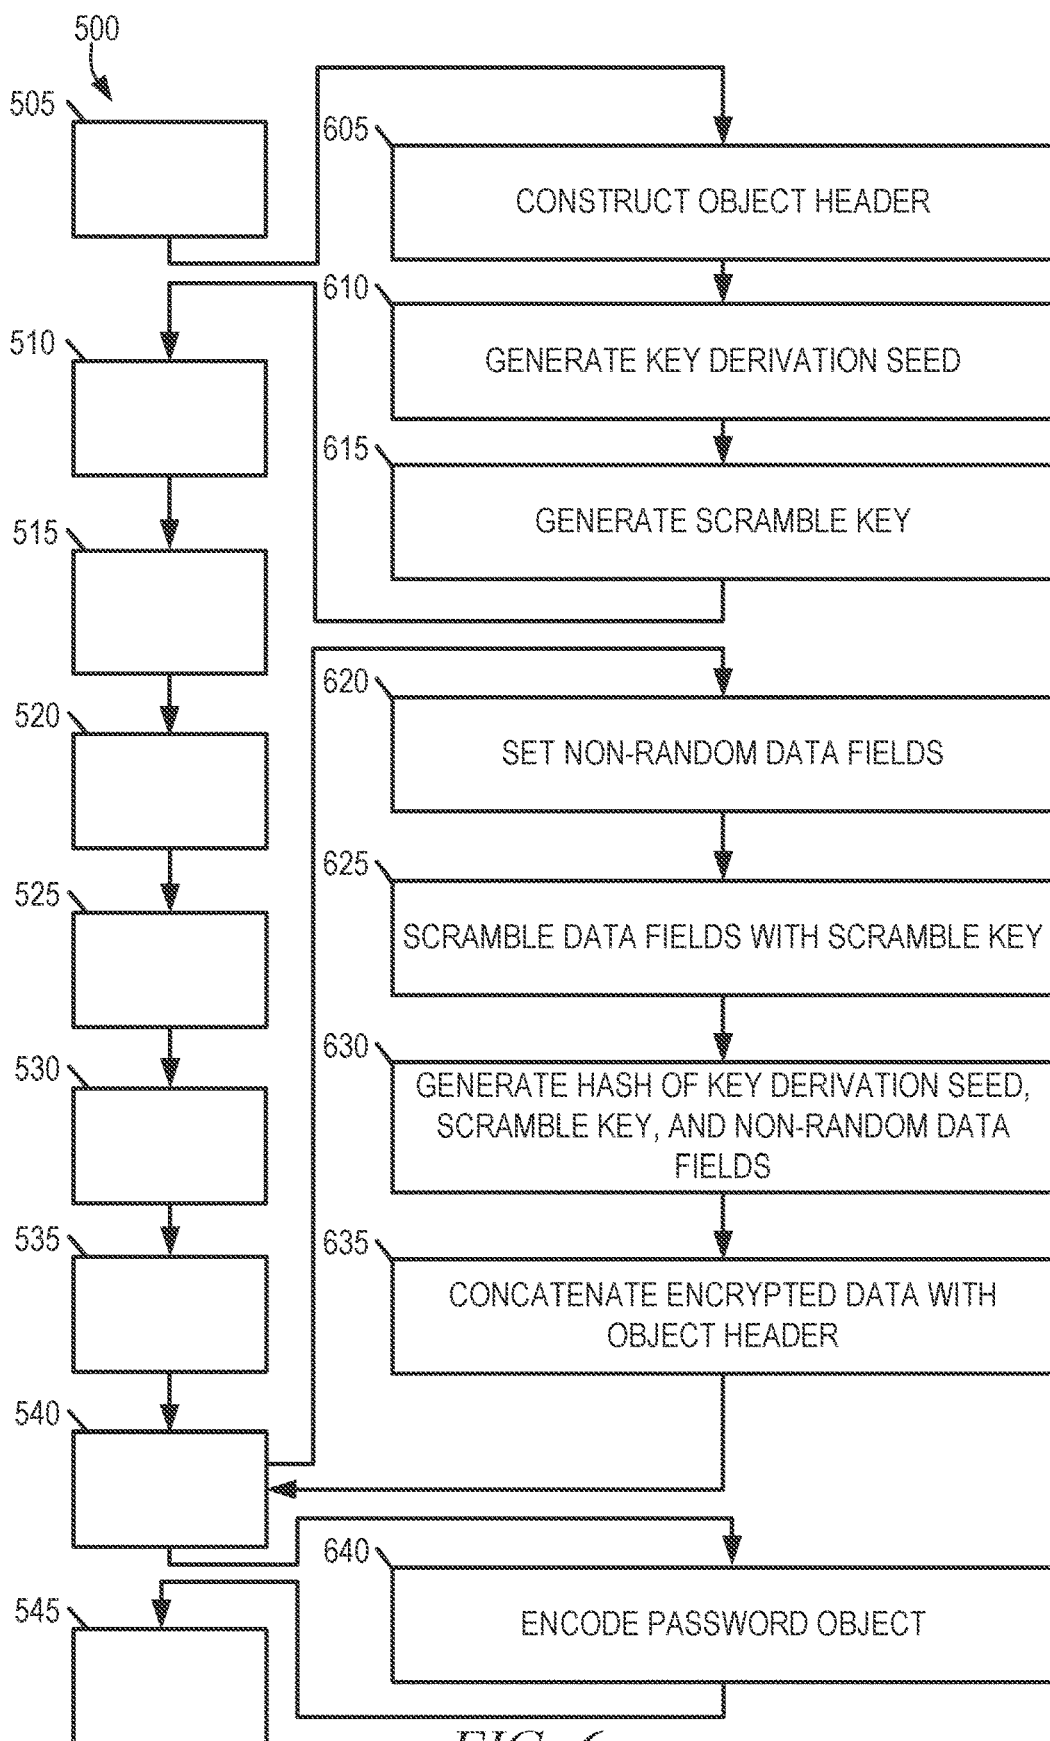 500
505
605
CONSTRUCT OBJECT HEADER
610
GENERATE KEY DERIVATION SEED
510
615
GENERATE SCRAMBLE KEY
515
620
SET NON-RANDOM DATA FIELDS
520
625
SCRAMBLE DATA FIELDS WITH SCRAMBLE KEY
525
630
GENERATE HASH OF KEY DERIVATION SEED,
SCRAMBLE KEY, AND NON-RANDOM DATA
FIELDS
530
635
CONCATENATE ENCRYPTED DATA WITH
OBJECT HEADER
535
540
640
ENCODE PASSWORD OBJECT
545